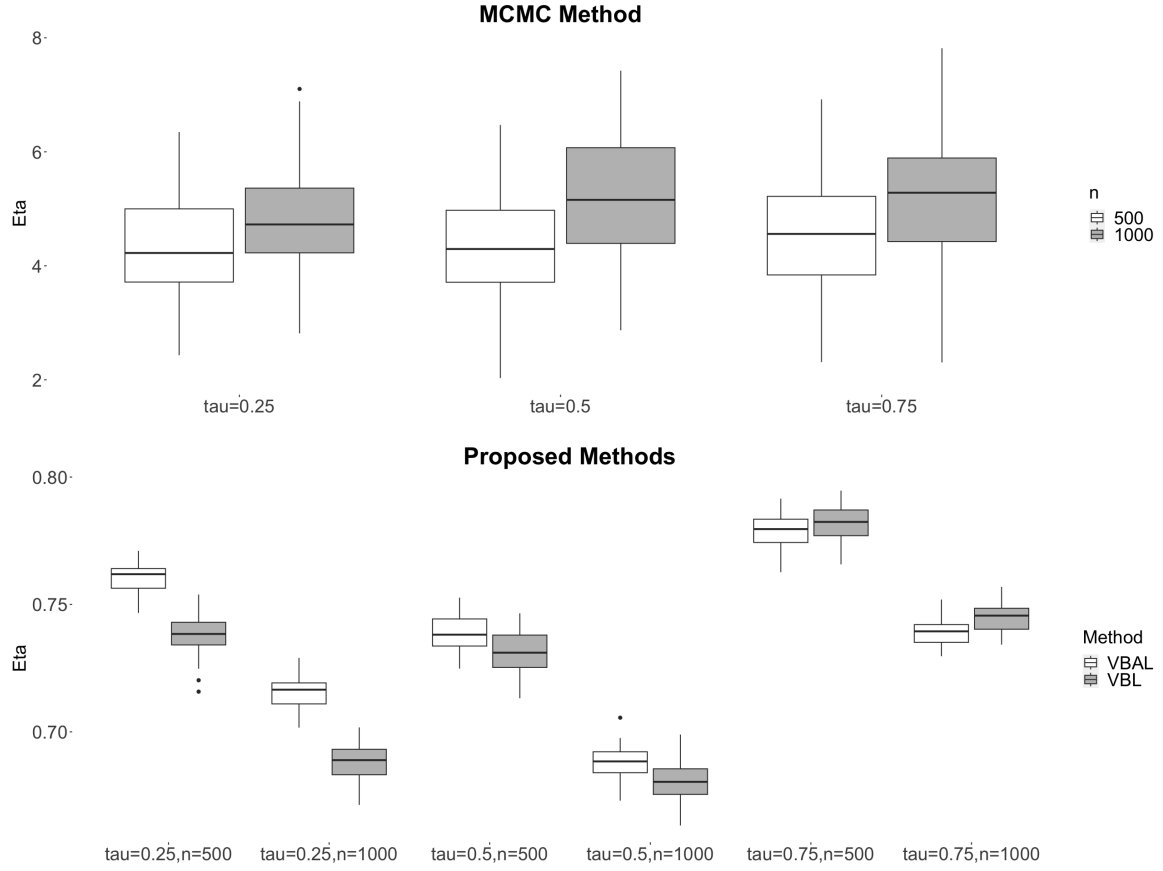 MCMC Method
8
6
4
2
Eta
tau=0.25
tau=0.5
tau=0.75
n
500
1000
Proposed Methods
0.80
0.75
0.70
Eta
tau=0.25,n=500
tau=0.25,n=1000
tau=0.5,n=500
tau=0.5,n=1000
tau=0.75,n=500
tau=0.75,n=1000
Method
VBAL
VBL